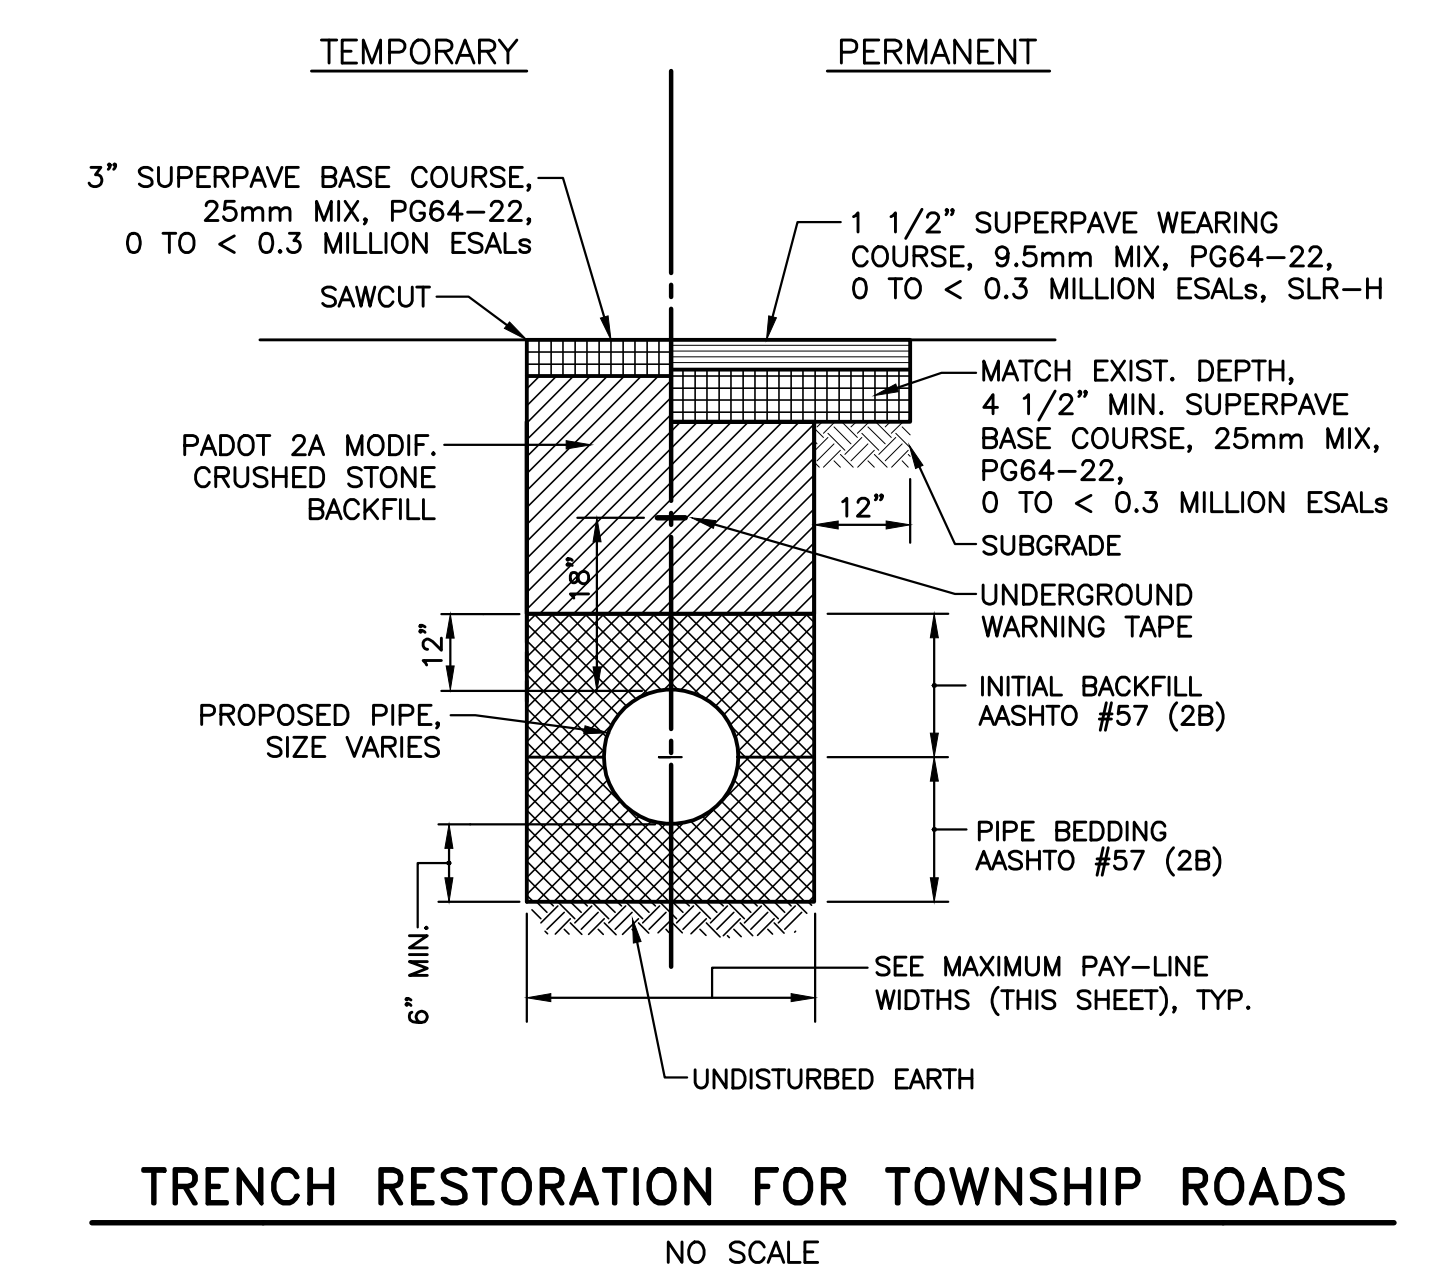 TEMPORARY
PERMANENT
3" SUPERPAVE BASE COURSE,
25mm MIX, PG64-22,
0 TO < 0.3 MILLION ESALs
1 1/2" SUPERPAVE WEARING
COURSE, 9.5mm MIX, PG64-22,
0 TO < 0.3 MILLION ESALs, SLR-H
SAWCUT
MATCH EXIST. DEPTH,
4 1/2" MIN. SUPERPAVE
BASE COURSE, 25mm MIX,
PG64-22,
0 TO < 0.3 MILLION ESALs
PADOT 2A MODIF.
CRUSHED STONE
BACKFILL
12"
SUBGRADE
18"
UNDERGROUND
WARNING TAPE
12"
INITIAL BACKFILL
AASHTO #57 (2B)
PROPOSED PIPE,
SIZE VARIES
PIPE BEDDING
AASHTO #57 (2B)
6" MIN.
SEE MAXIMUM PAY-LINE
WIDTHS (THIS SHEET), TYP.
UNDISTURBED EARTH
TRENCH RESTORATION FOR TOWNSHIP ROADS
NO SCALE